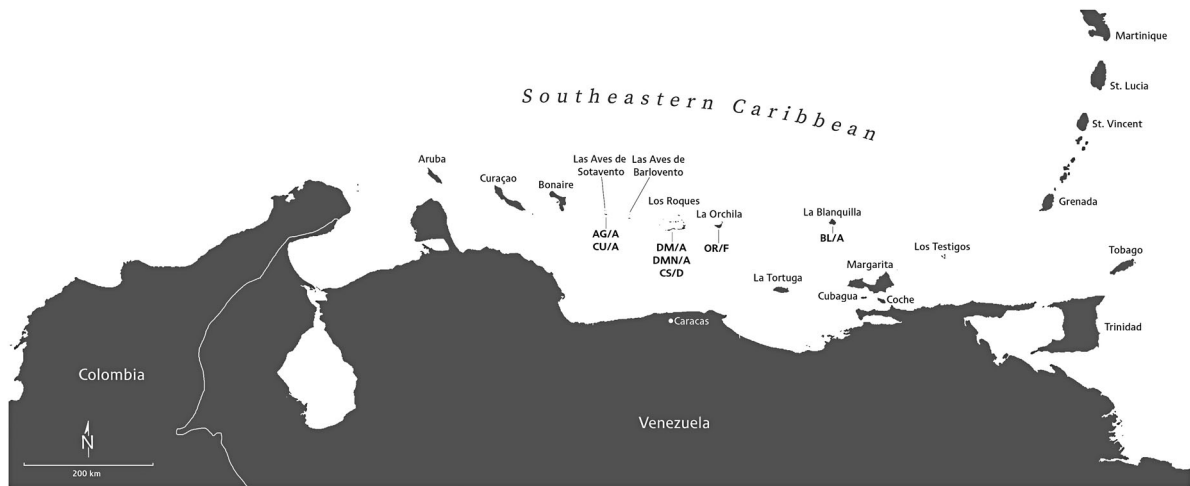 Martinique
St. Lucia
Southeastern Caribbean
St. Vincent
Aruba
Las Aves de
Sotavento
Las Aves de
Barlovento
Curaçao
Bonaire
Los Roques
La Orchila
La Blanquilla
Grenada
AG/A
CU/A
DM/A
DMN/A
CS/D
OR/F
BL/A
Los Testigos
Tobago
La Tortuga
Margarita
Cubagua
Coche
Caracas
Trinidad
Colombia
Venezuela
N
200 km